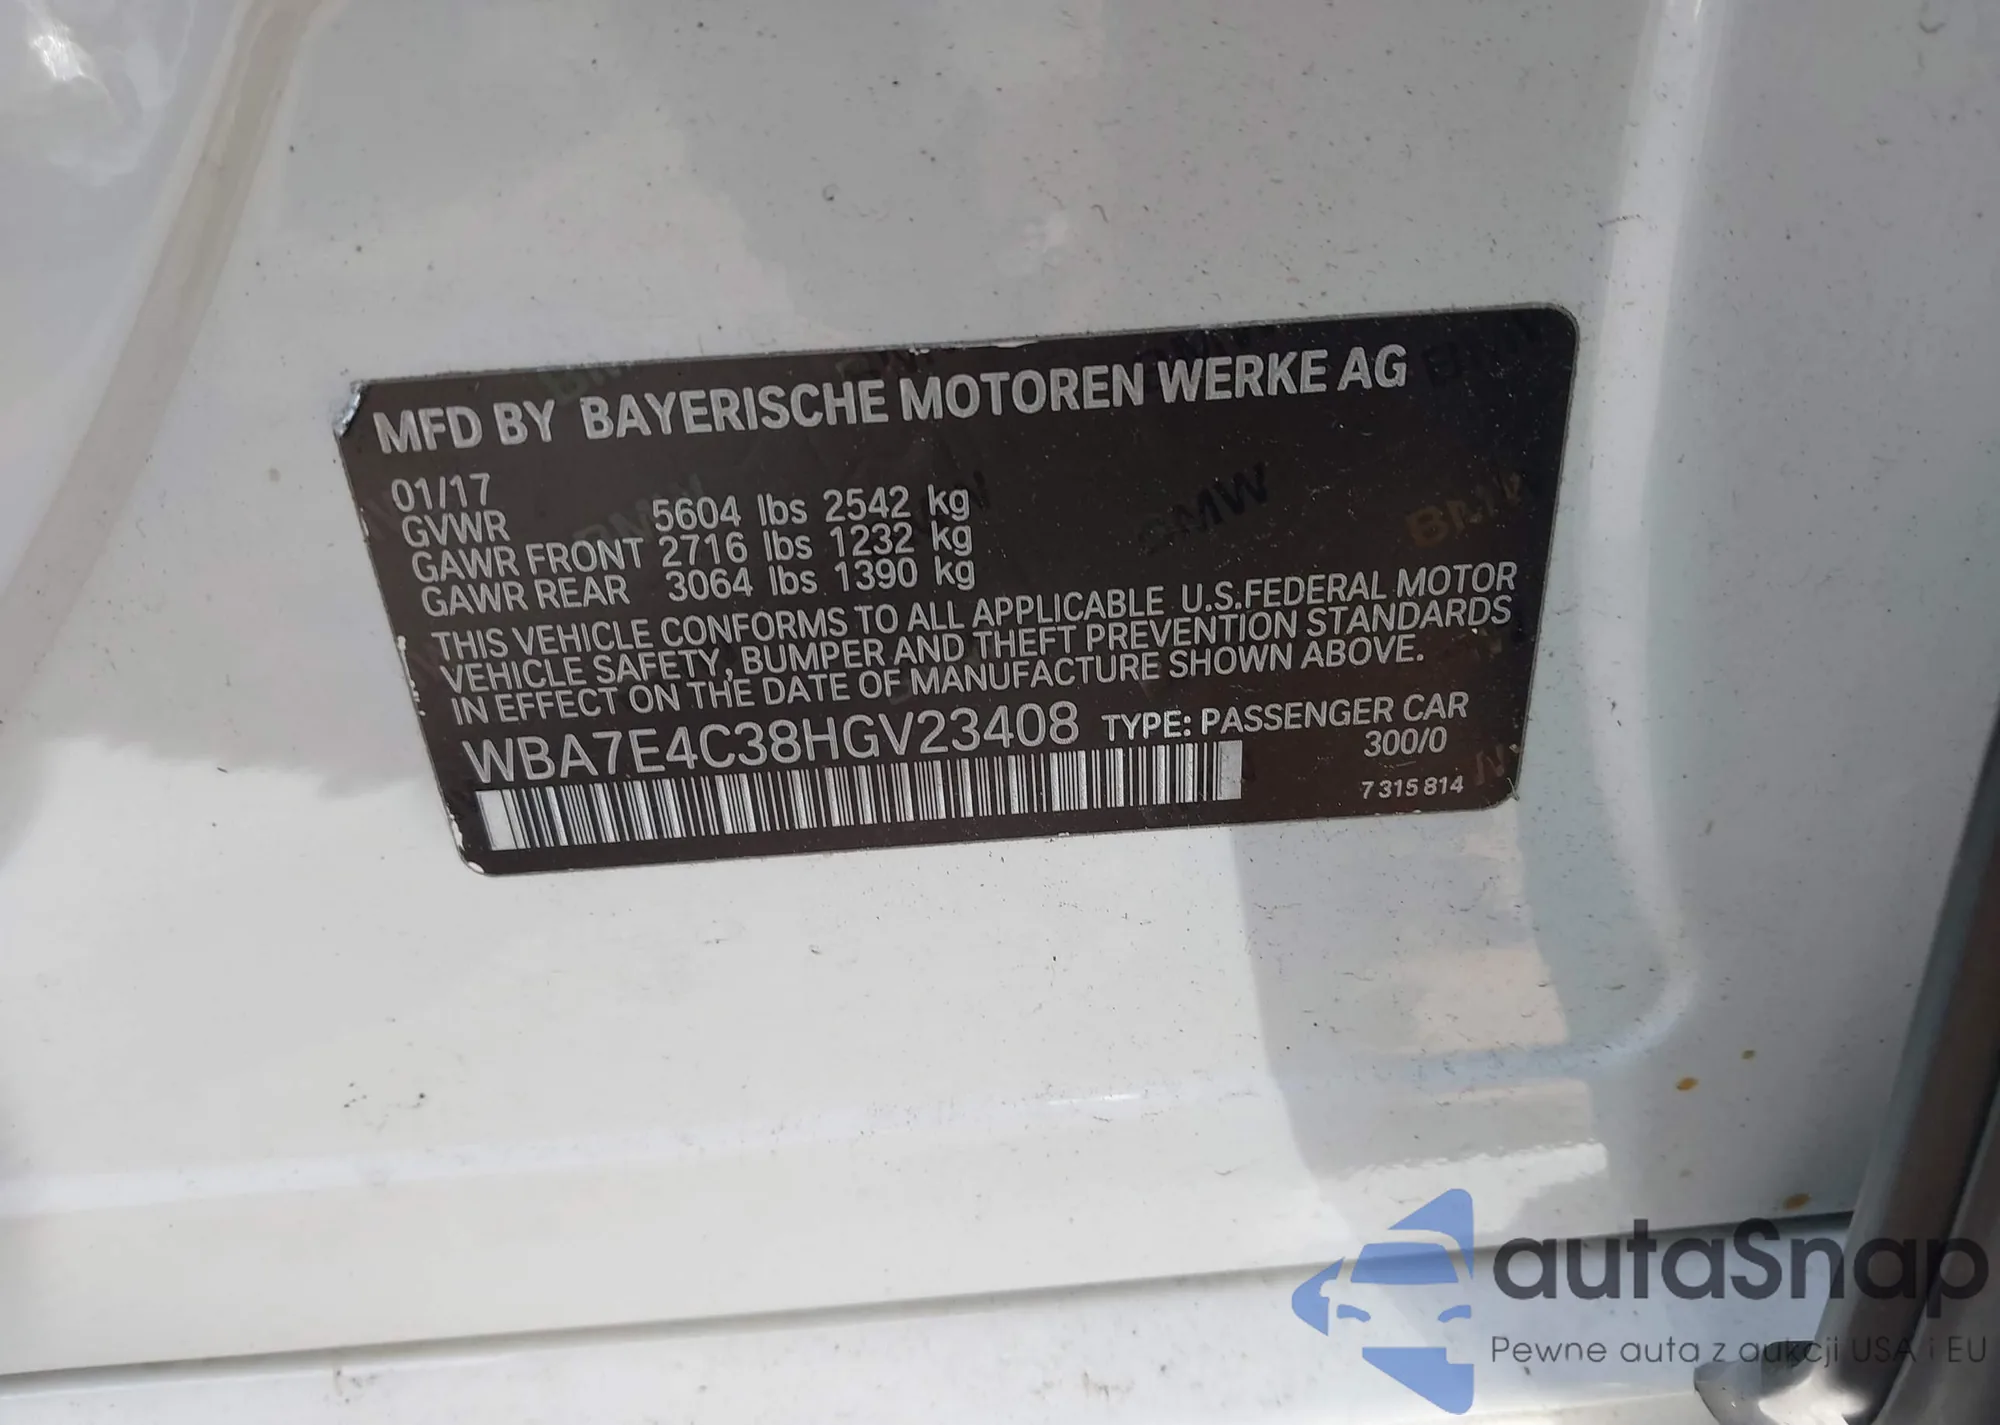 MFD BY BAYERISCHE MOTOREN WERKE AG
01/17
GVWR 5604 lbs 2542 kg
GAWR FRONT 2716 lbs 1232 kg
GAWR REAR 3064 lbs 1390 kg
THIS VEHICLE CONFORMS TO ALL APPLICABLE U.S.FEDERAL MOTOR
VEHICLE SAFETY, BUMPER AND THEFT PREVENTION STANDARDS
IN EFFECT ON THE DATE OF MANUFACTURE SHOWN ABOVE.
WBA7E4C38HGV23408 TYPE: PASSENGER CAR
300/0
7 315 814
autaSnap
Pewne auta z aukcji USA i EU